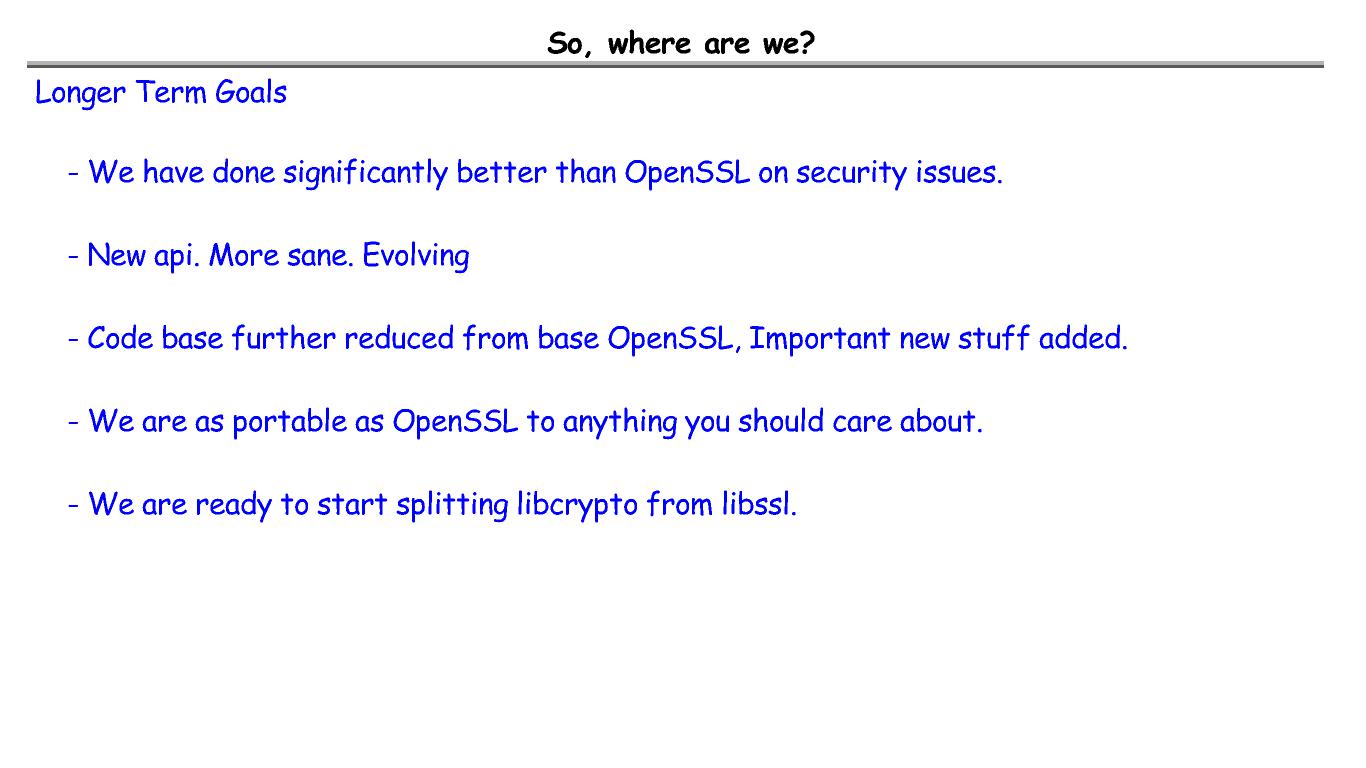 So, where are we?
Longer Term Goals
- We have done significantly better than OpenSSL on security issues.
- New api. More sane. Evolving
- Code base further reduced from base OpenSSL, Important new stuff added.
- We are as portable as OpenSSL to anything you should care about.
- We are ready to start splitting libcrypto from libssl.